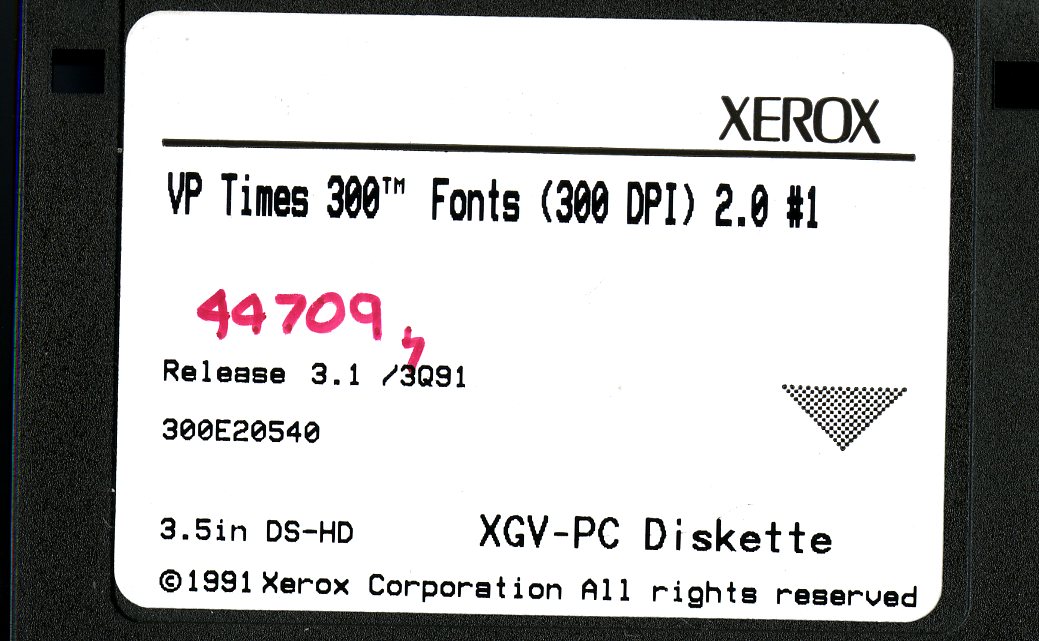 XEROX
VP Times 300™ Fonts (300 DPI) 2.0 #1
44709
Release 3.1 /3Q91
300E20540
3.5in DS-HD XGV-PC Diskette
©1991 Xerox Corporation All rights reserved